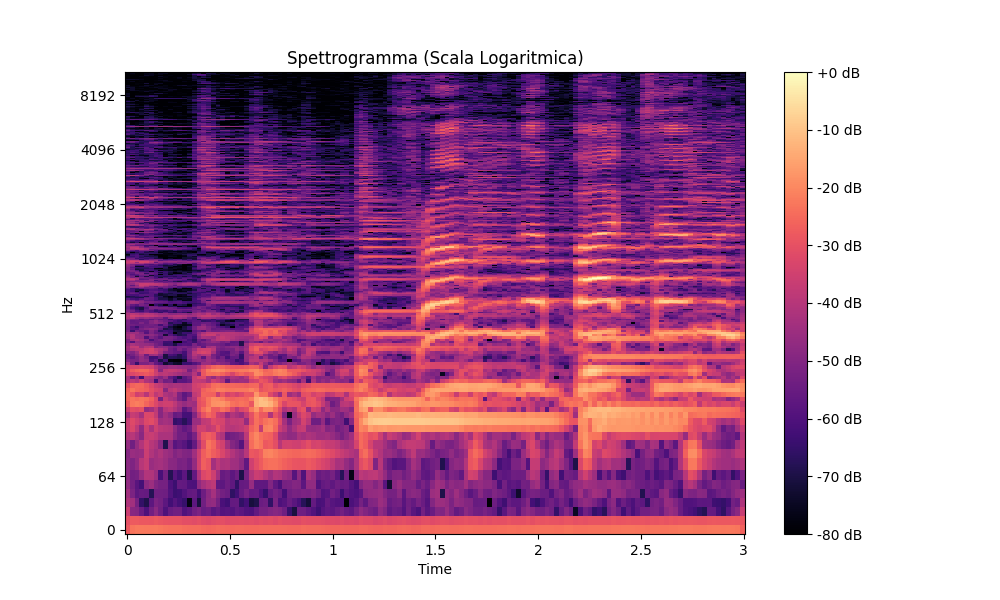 Spettrogramma (Scala Logaritmica)
Hz
8192
4096
2048
1024
512
256
128
64
0
0
0.5
1
1.5
2
2.5
3
Time
+0 dB
-10 dB
-20 dB
-30 dB
-40 dB
-50 dB
-60 dB
-70 dB
-80 dB